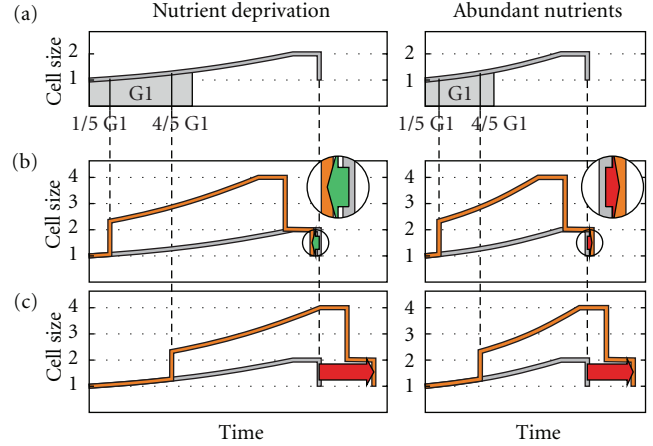 (a)
Nutrient deprivation
Abundant nutrients
Cell size
2
1
G1
1/5 G1
4/5 G1
2
1
G1
1/5 G1
4/5 G1
(b)
Cell size
4
3
2
1
4
3
2
1
(c)
Cell size
4
3
2
1
4
3
2
1
Time
Time